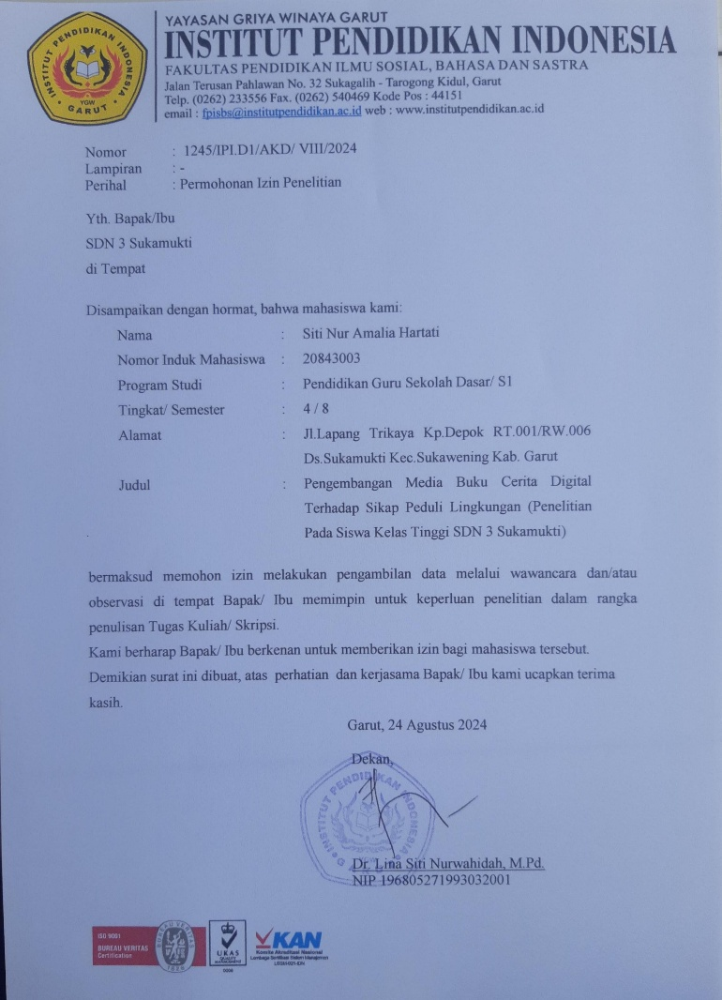 YAYASAN GRIYA WINAYA GARUT
INSTITUT PENDIDIKAN INDONESIA
FAKULTAS PENDIDIKAN ILMU SOSIAL, BAHASA DAN SASTRA
Jalan Terusan Pahlawan No. 32 Sukagalih - Tarogong Kidul, Garut
Telp. (0262) 233556 Fax. (0262) 540469 Kode Pos : 44151
email : fpisbs@institutpendidikan.ac.id web : www.institutpendidikan.ac.id
INSTITUT PENDIDIKAN INDONESIA
YGW
GARUT
Nomor : 1245/IPI.D1/AKD/ VIII/2024
Lampiran : -
Perihal : Permohonan Izin Penelitian
Yth. Bapak/Ibu
SDN 3 Sukamukti
di Tempat
Disampaikan dengan hormat, bahwa mahasiswa kami:
Nama : Siti Nur Amalia Hartati
Nomor Induk Mahasiswa : 20843003
Program Studi : Pendidikan Guru Sekolah Dasar/ S1
Tingkat/ Semester : 4 / 8
Alamat : Jl.Lapang Trikaya Kp.Depok RT.001/RW.006
Ds.Sukamukti Kec.Sukawening Kab. Garut
Judul : Pengembangan Media Buku Cerita Digital
Terhadap Sikap Peduli Lingkungan (Penelitian
Pada Siswa Kelas Tinggi SDN 3 Sukamukti)
bermaksud memohon izin melakukan pengambilan data melalui wawancara dan/atau
observasi di tempat Bapak/ Ibu memimpin untuk keperluan penelitian dalam rangka
penulisan Tugas Kuliah/ Skripsi.
Kami berharap Bapak/ Ibu berkenan untuk memberikan izin bagi mahasiswa tersebut.
Demikian surat ini dibuat, atas perhatian dan kerjasama Bapak/ Ibu kami ucapkan terima
kasih.
Garut, 24 Agustus 2024
Dekan,
INSTITUT PENDIDIKAN INDONESIA
Dr. Lina Siti Nurwahidah, M.Pd.
NIP 196805271993032001
ISO 9001
BUREAU VERITAS
Certification
BUREAU VERITAS
1828
UKAS
QUALITY
MANAGEMENT
0008
KAN
Komite Akreditasi Nasional
Lembaga Sertifikasi Sistem Manajemen